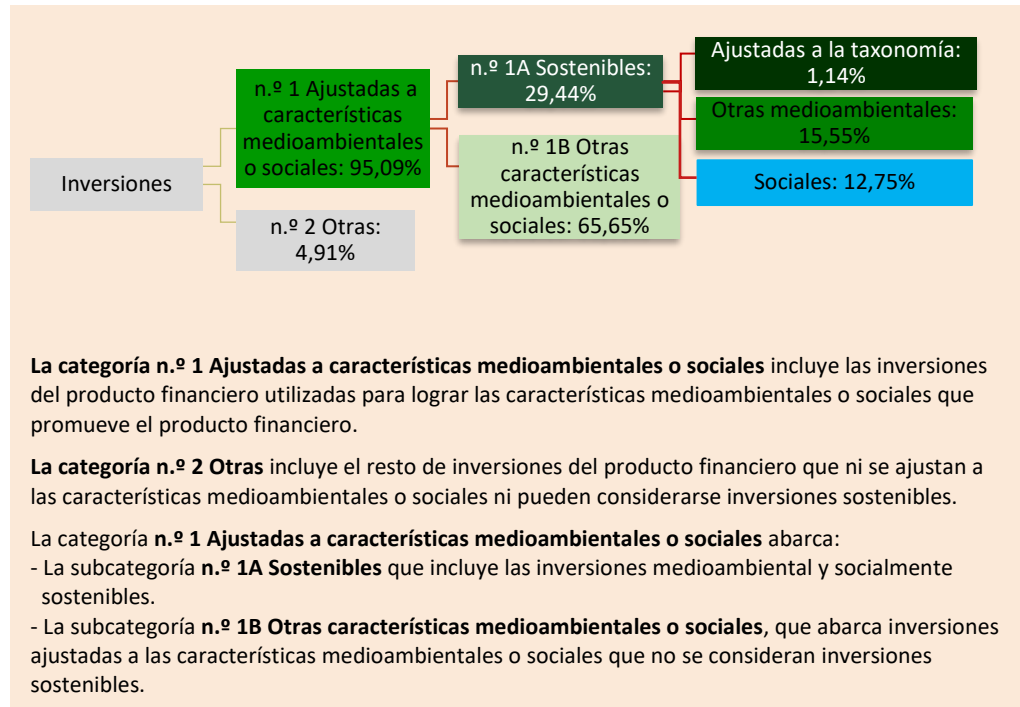 Inversiones
n.º 1 Ajustadas a
características
medioambientales
o sociales: 95,09%
n.º 2 Otras:
4,91%
n.º 1A Sostenibles:
29,44%
n.º 1B Otras
características
medioambientales o
sociales: 65,65%
Ajustadas a la taxonomía:
1,14%
Otras medioambientales:
15,55%
Sociales: 12,75%
La categoría n.º 1 Ajustadas a características medioambientales o sociales incluye las inversiones
del producto financiero utilizadas para lograr las características medioambientales o sociales que
promueve el producto financiero.
La categoría n.º 2 Otras incluye el resto de inversiones del producto financiero que ni se ajustan a
las características medioambientales o sociales ni pueden considerarse inversiones sostenibles.
La categoría n.º 1 Ajustadas a características medioambientales o sociales abarca:
- La subcategoría n.º 1A Sostenibles que incluye las inversiones medioambiental y socialmente
sostenibles.
- La subcategoría n.º 1B Otras características medioambientales o sociales, que abarca inversiones
ajustadas a las características medioambientales o sociales que no se consideran inversiones
sostenibles.